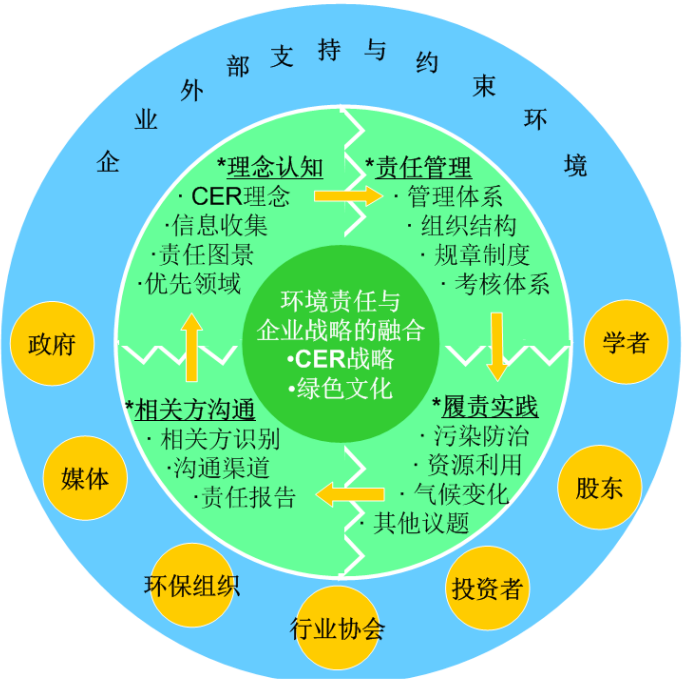 企业外部支持与约束环境
*理念认知
· CER理念
·信息收集
·责任图景
·优先领域
*责任管理
· 管理体系
· 组织结构
· 规章制度
· 考核体系
环境责任与
企业战略的融合
•CER战略
•绿色文化
*相关方沟通
· 相关方识别
·沟通渠道
· 责任报告
*履责实践
· 污染防治
· 资源利用
· 气候变化
· 其他议题
政府
媒体
环保组织
行业协会
投资者
股东
学者